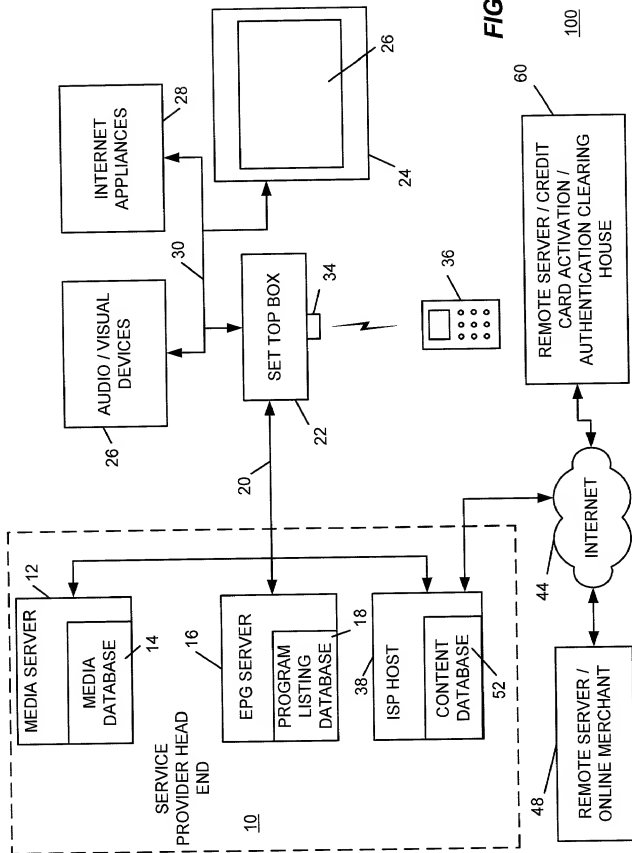 FIG
100
INTERNET
APPLIANCES
28
AUDIO / VISUAL
DEVICES
26
30
26
24
SET TOP BOX
34
22
36
20
MEDIA SERVER
12
MEDIA
DATABASE
14
EPG SERVER
16
PROGRAM
LISTING
DATABASE
18
ISP HOST
38
CONTENT
DATABASE
52
SERVICE
PROVIDER HEAD
END
10
REMOTE SERVER / CREDIT
CARD ACTIVATION /
AUTHENTICATION CLEARING
HOUSE
60
INTERNET
44
REMOTE SERVER /
ONLINE MERCHANT
48